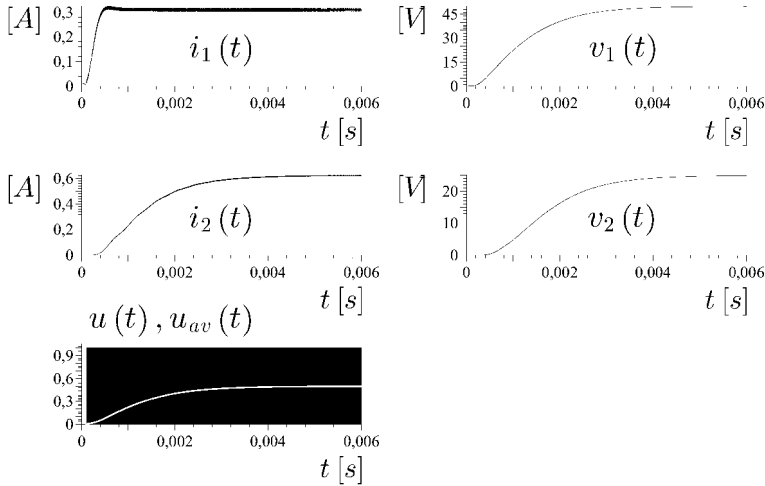 [A]
0,3
0,2
0,1
0
i₁(t)
0 0,002 0,004 0,006
t [s]
[V]
45
30
15
0
v₁(t)
0 0,002 0,004 0,006
t [s]
[A]
0,6
0,4
0,2
0
i₂(t)
0 0,002 0,004 0,006
t [s]
[V]
20
10
0
v₂(t)
0 0,002 0,004 0,006
t [s]
u(t), uₐᵥ(t)
0,9
0,6
0,3
0
0 0,002 0,004 0,006
t [s]